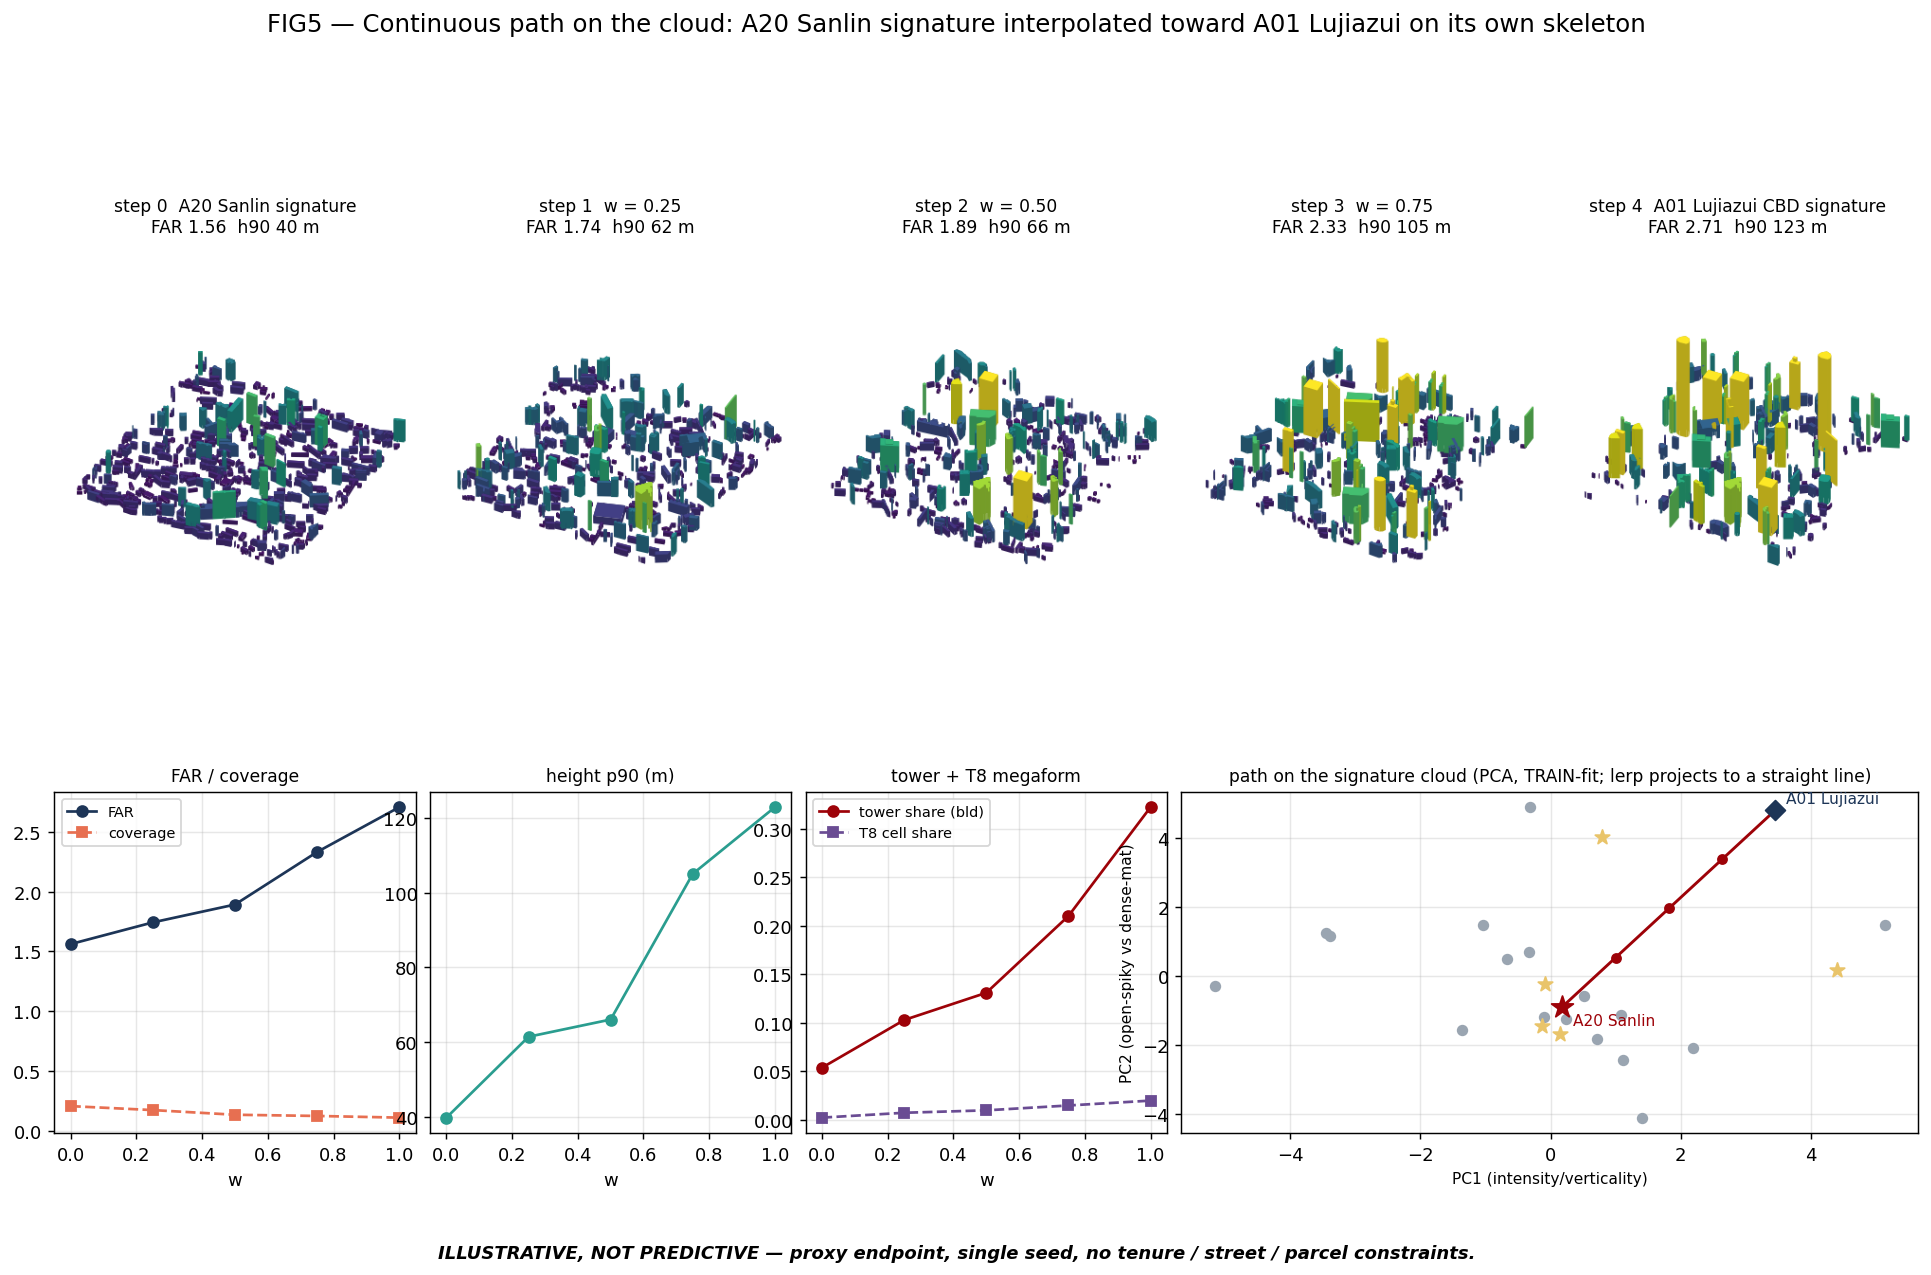 FIG5 — Continuous path on the cloud: A20 Sanlin signature interpolated toward A01 Lujiazui on its own skeleton
step 0  A20 Sanlin signature
FAR 1.56  h90 40 m
step 1  w = 0.25
FAR 1.74  h90 62 m
step 2  w = 0.50
FAR 1.89  h90 66 m
step 3  w = 0.75
FAR 2.33  h90 105 m
step 4  A01 Lujiazui CBD signature
FAR 2.71  h90 123 m
FAR / coverage
FAR
coverage
2.5
2.0
1.5
1.0
0.5
0.0
0.0 0.2 0.4 0.6 0.8 1.0
w
height p90 (m)
120
100
80
60
40
0.0 0.2 0.4 0.6 0.8 1.0
w
tower + T8 megaform
tower share (bld)
T8 cell share
0.30
0.25
0.20
0.15
0.10
0.05
0.00
0.0 0.2 0.4 0.6 0.8 1.0
w
path on the signature cloud (PCA, TRAIN-fit; lerp projects to a straight line)
PC2 (open-spiky vs dense-mat)
A01 Lujiazui
A20 Sanlin
4
2
0
−2
−4
−4 −2 0 2 4
PC1 (intensity/verticality)
ILLUSTRATIVE, NOT PREDICTIVE — proxy endpoint, single seed, no tenure / street / parcel constraints.